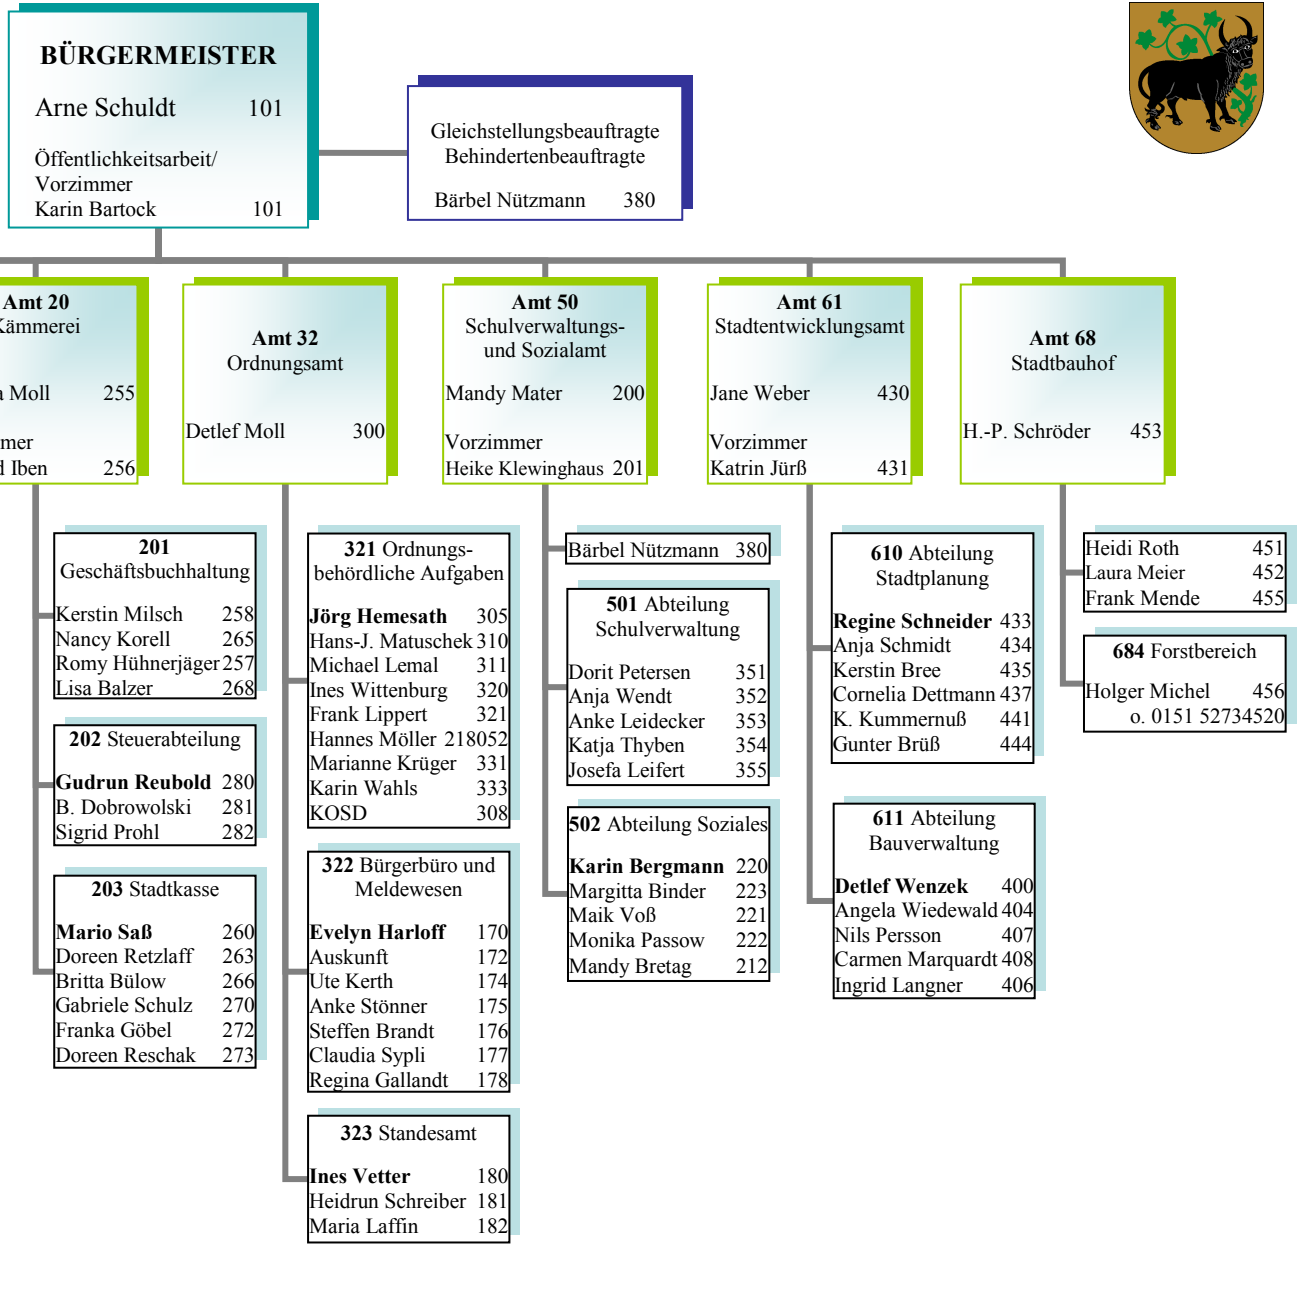 BÜRGERMEISTER
Arne Schuldt 101
Öffentlichkeitsarbeit/
Vorzimmer
Karin Bartock 101
Gleichstellungsbeauftragte
Behindertenbeauftragte
Bärbel Nützmann 380
Amt 20
Kämmerei
Moll 255
Iben 256
Amt 32
Ordnungsamt
Detlef Moll 300
Amt 50
Schulverwaltungs-
und Sozialamt
Mandy Mater 200
Vorzimmer
Heike Klewinghaus 201
Amt 61
Stadtentwicklungsamt
Jane Weber 430
Vorzimmer
Katrin Jürß 431
Amt 68
Stadtbauhof
H.-P. Schröder 453
201
Geschäftsbuchhaltung
Kerstin Milsch 258
Nancy Korell 265
Romy Hühnerjäger 257
Lisa Balzer 268
202 Steuerabteilung
Gudrun Reubold 280
B. Dobrowolski 281
Sigrid Prohl 282
203 Stadtkasse
Mario Saß 260
Doreen Retzlaff 263
Britta Bülow 266
Gabriele Schulz 270
Franka Göbel 272
Doreen Reschak 273
321 Ordnungs-
behördliche Aufgaben
Jörg Hemesath 305
Hans-J. Matuschek 310
Michael Lemal 311
Ines Wittenburg 320
Frank Lippert 321
Hannes Möller 218052
Marianne Krüger 331
Karin Wahls 333
KOSD 308
322 Bürgerbüro und
Meldewesen
Evelyn Harloff 170
Auskunft 172
Ute Kerth 174
Anke Stönner 175
Steffen Brandt 176
Claudia Sypli 177
Regina Gallandt 178
323 Standesamt
Ines Vetter 180
Heidrun Schreiber 181
Maria Laffin 182
Bärbel Nützmann 380
501 Abteilung
Schulverwaltung
Dorit Petersen 351
Anja Wendt 352
Anke Leidecker 353
Katja Thyben 354
Josefa Leifert 355
502 Abteilung Soziales
Karin Bergmann 220
Margitta Binder 223
Maik Voß 221
Monika Passow 222
Mandy Bretag 212
610 Abteilung
Stadtplanung
Regine Schneider 433
Anja Schmidt 434
Kerstin Bree 435
Cornelia Dettmann 437
K. Kummernuß 441
Gunter Brüß 444
611 Abteilung
Bauverwaltung
Detlef Wenzek 400
Angela Wiedewald 404
Nils Persson 407
Carmen Marquardt 408
Ingrid Langner 406
Heidi Roth 451
Laura Meier 452
Frank Mende 455
684 Forstbereich
Holger Michel 456
o. 0151 52734520